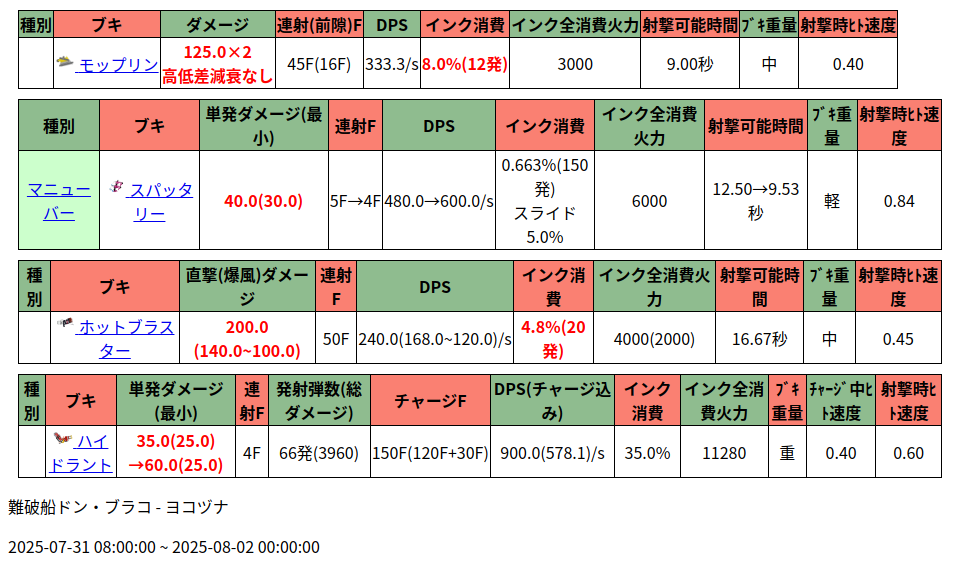 種別 ブキ ダメージ 連射(前隙)F DPS インク消費 インク全消費火力 射撃可能時間 ﾌﾞｷ重量 射撃時ﾋﾄ速度
モップリン 125.0×2 高低差減衰なし 45F(16F) 333.3/s 8.0%(12発) 3000 9.00秒 中 0.40
種別 ブキ 単発ダメージ(最小) 連射F DPS インク消費 インク全消費火力 射撃可能時間 ﾌﾞｷ重量 射撃時ﾋﾄ速度
マニューバー スパッタリー 40.0(30.0) 5F→4F 480.0→600.0/s 0.663%(150発) スライド5.0% 6000 12.50→9.53秒 軽 0.84
種別 ブキ 直撃(爆風)ダメージ 連射F DPS インク消費 インク全消費火力 射撃可能時間 ﾌﾞｷ重量 射撃時ﾋﾄ速度
ホットブラスター 200.0(140.0~100.0) 50F 240.0(168.0~120.0)/s 4.8%(20発) 4000(2000) 16.67秒 中 0.45
種別 ブキ 単発ダメージ(最小) 連射F 発射弾数(総ダメージ) チャージF DPS(チャージ込み) インク消費 インク全消費火力 ﾌﾞｷ重量 ﾁｬｰｼﾞ中ﾋﾄ速度 射撃時ﾋﾄ速度
ハイドラント 35.0(25.0)→60.0(25.0) 4F 66発(3960) 150F(120F+30F) 900.0(578.1)/s 35.0% 11280 重 0.40 0.60
難破船ドン・ブラコ - ヨコヅナ
2025-07-31 08:00:00 ~ 2025-08-02 00:00:00